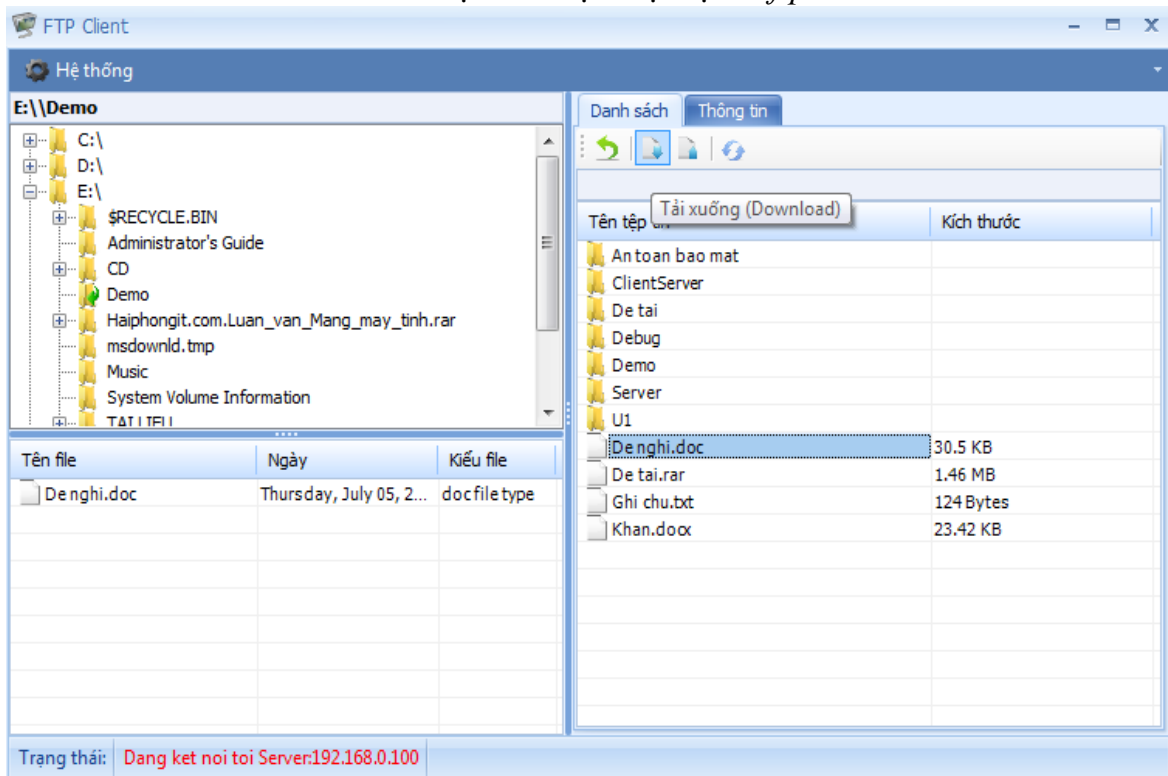 FTP Client
Hệ thống
E:\\Demo
C:\
D:\
E:\
$RECYCLE.BIN
Administrator's Guide
CD
Demo
Haiphongit.com.Luan_van_Mang_may_tinh.rar
msdownld.tmp
Music
System Volume Information
TAI LIEU
Tên file Ngày Kiểu file
De nghi.doc Thursday, July 05, 2... doc file type
Danh sách Thông tin
Tải xuống (Download)
Tên tệp Kích thước
An toan bao mat
ClientServer
De tai
Debug
Demo
Server
U1
De nghi.doc 30.5 KB
De tai.rar 1.46 MB
Ghi chu.txt 124 Bytes
Khan.docx 23.42 KB
Trạng thái: Dang ket noi toi Server:192.168.0.100